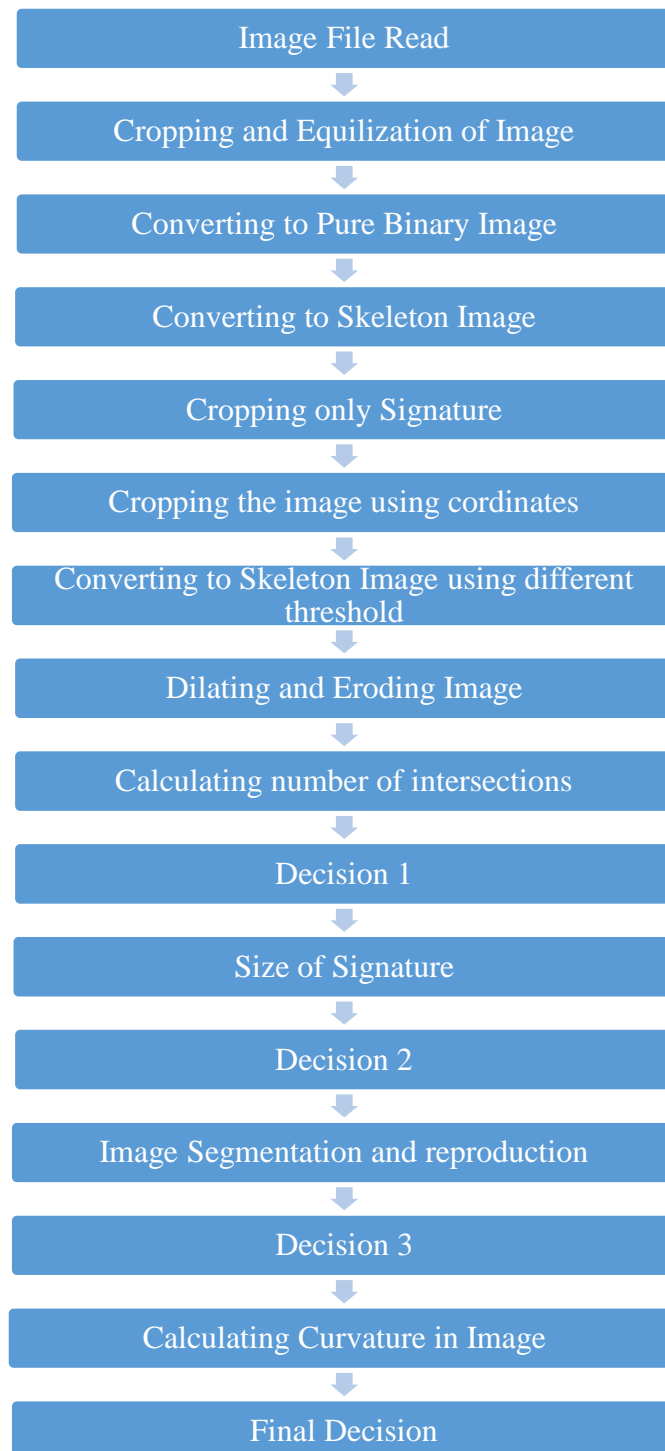 Image File Read
Cropping and Equilization of Image
Converting to Pure Binary Image
Converting to Skeleton Image
Cropping only Signature
Cropping the image using cordinates
Converting to Skeleton Image using different
threshold
Dilating and Eroding Image
Calculating number of intersections
Decision 1
Size of Signature
Decision 2
Image Segmentation and reproduction
Decision 3
Calculating Curvature in Image
Final Decision